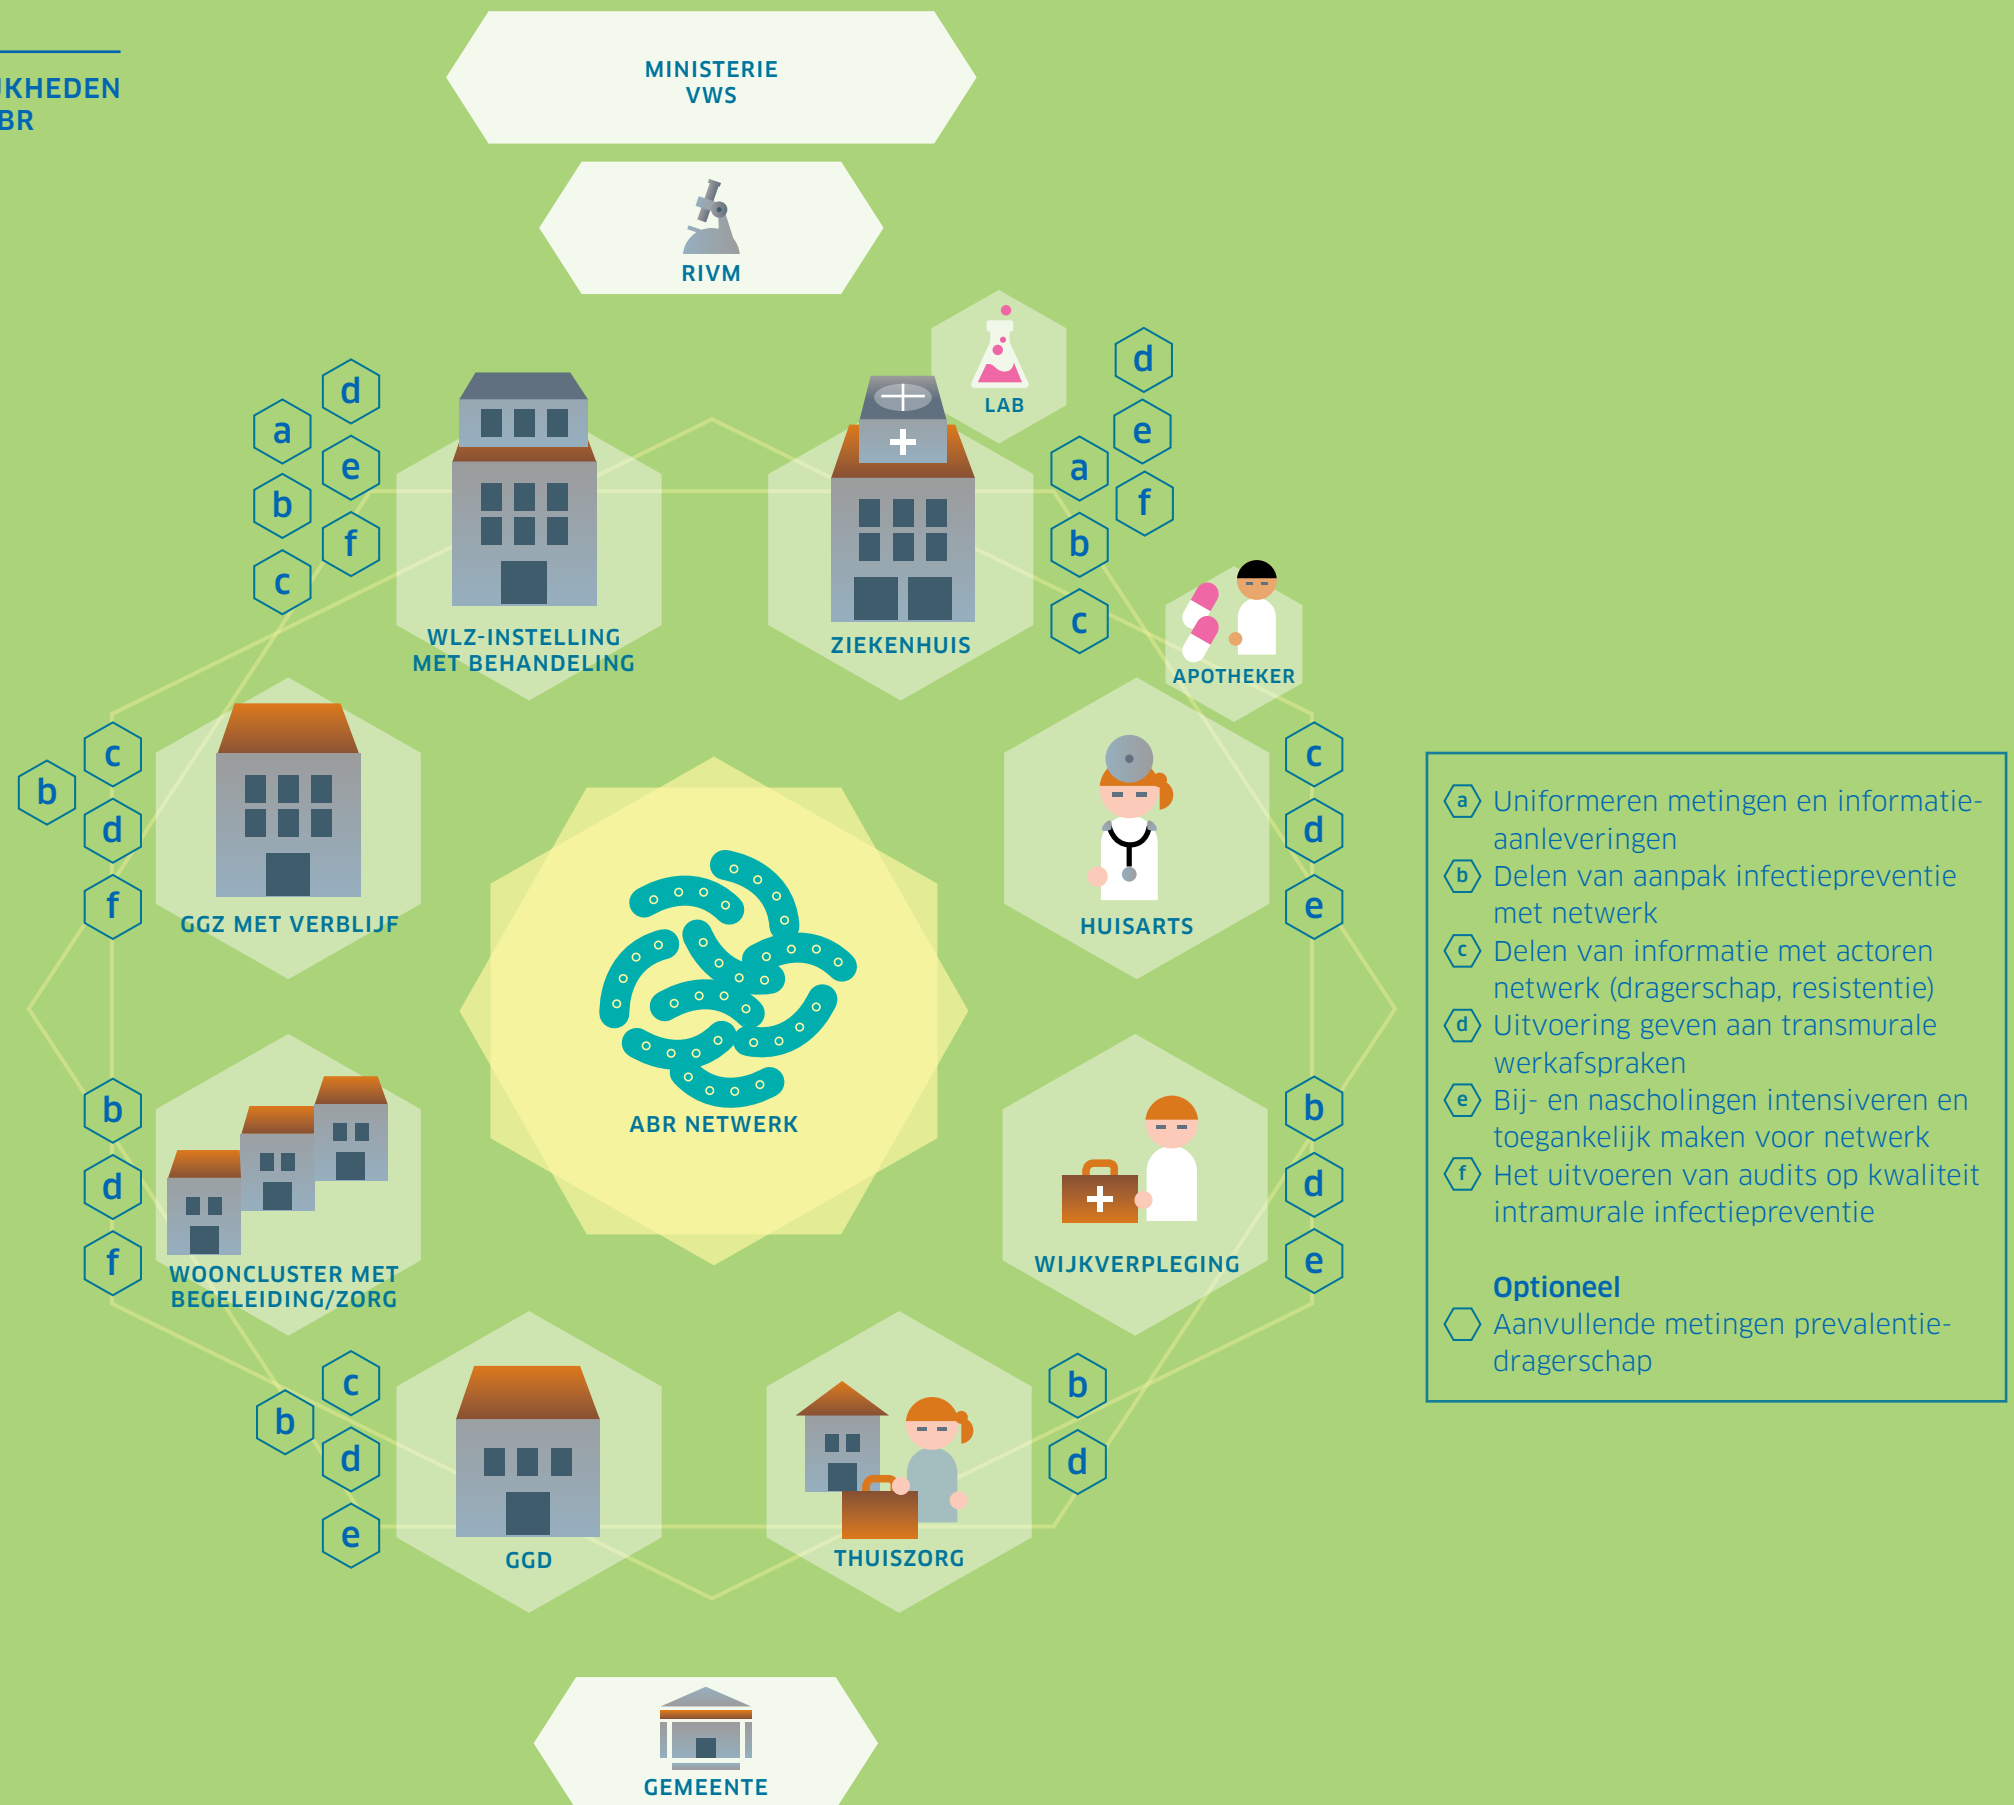 JKHEDEN
BR
MINISTERIE
VWS
RIVM
LAB
d
a
e
b
f
c
WLZ-INSTELLING
MET BEHANDELING
ZIEKENHUIS
d
e
a
f
b
c
APOTHEKER
c
b
d
f
GGZ MET VERBLIJF
HUISARTS
c
d
e
ABR NETWERK
b
d
f
WOONCLUSTER MET
BEGELEIDING/ZORG
WIJKVERPLEGING
b
d
e
c
b
d
e
GGD
THUISZORG
b
d
GEMEENTE
a Uniformeren metingen en informatie-
aanleveringen
b Delen van aanpak infectiepreventie
met netwerk
c Delen van informatie met actoren
netwerk (dragerschap, resistentie)
d Uitvoering geven aan transmurale
werkafspraken
e Bij- en nascholingen intensiveren en
toegankelijk maken voor netwerk
f Het uitvoeren van audits op kwaliteit
intramurale infectiepreventie
Optioneel
Aanvullende metingen prevalentie-
dragerschap